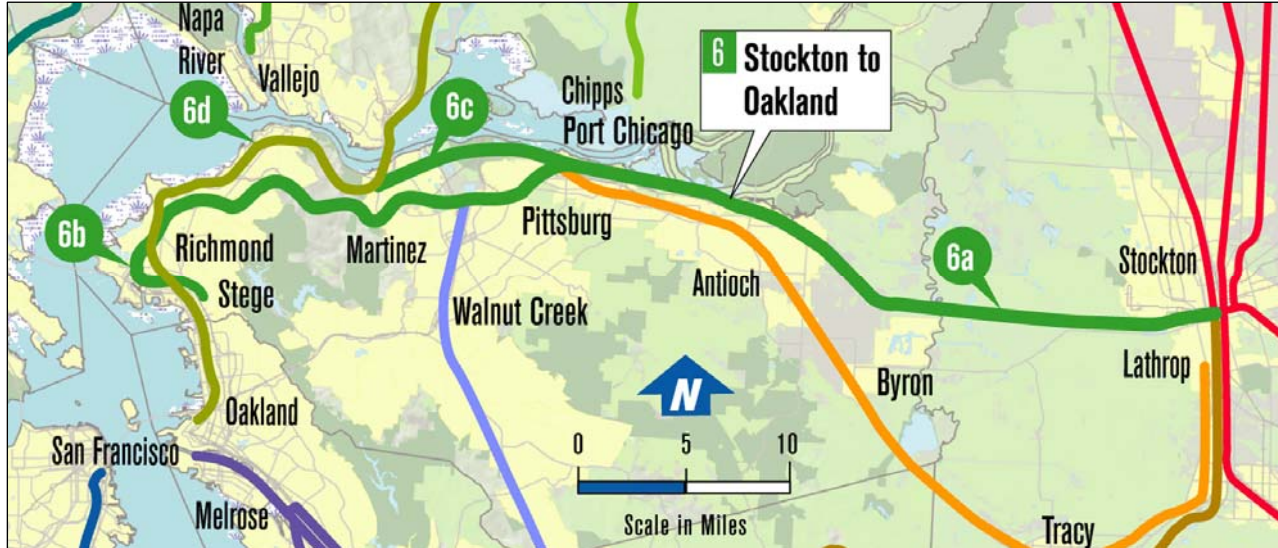 Napa
River
Vallejo
6d
6c
Chipps
Port Chicago
6 Stockton to
Oakland
6b
Richmond
Stege
Martinez
Pittsburg
Antioch
6a
Stockton
Walnut Creek
Lathrop
Byron
N
Oakland
0 5 10
San Francisco
Scale in Miles
Melrose
Tracy